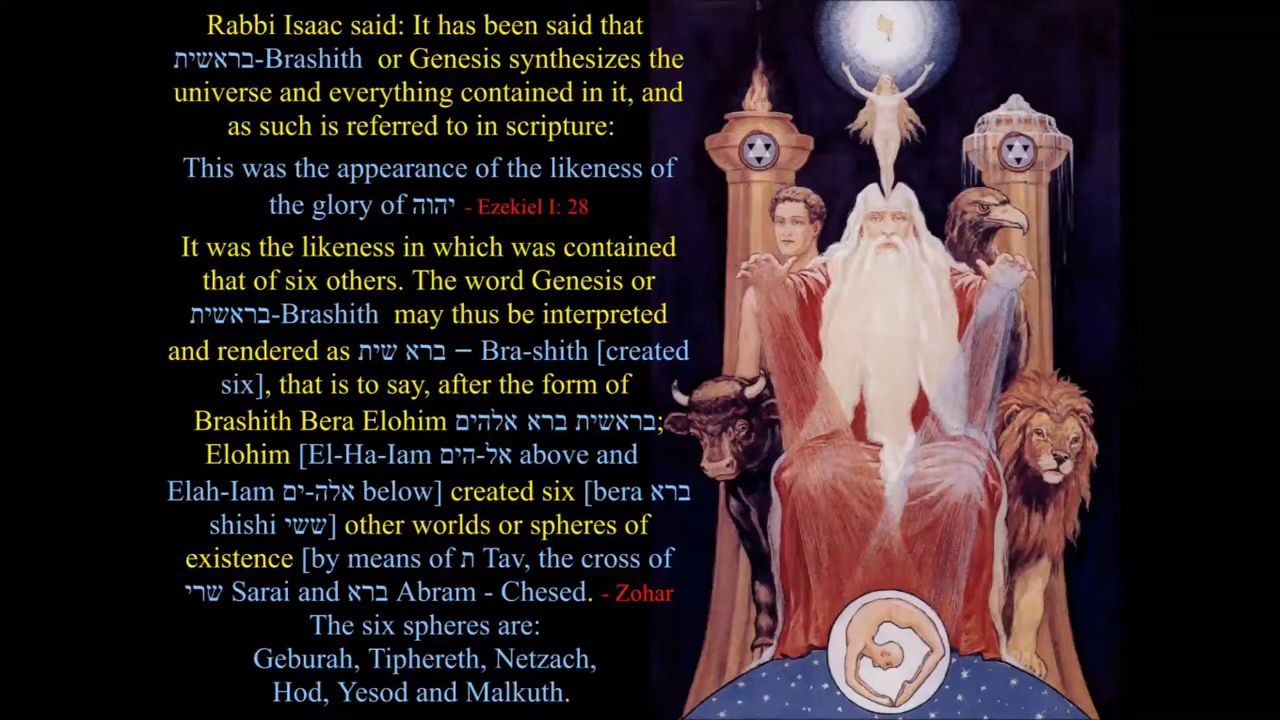 Rabbi Isaac said: It has been said that
בראשית-Brashith or Genesis synthesizes the
universe and everything contained in it, and
as such is referred to in scripture:
This was the appearance of the likeness of
the glory of יהוה - Ezekiel I: 28
It was the likeness in which was contained
that of six others. The word Genesis or
בראשית-Brashith may thus be interpreted
and rendered as ברא שית – Bra-shith [created
six], that is to say, after the form of
Brashith Bera Elohim בראשית ברא אלהים;
Elohim [El-Ha-Iam אל-הים above and
Elah-Iam אלה-ים below] created six [bera ברא
shishi ששי] other worlds or spheres of
existence [by means of ת Tav, the cross of
שרי Sarai and ברא Abram - Chesed. - Zohar
The six spheres are:
Geburah, Tiphereth, Netzach,
Hod, Yesod and Malkuth.